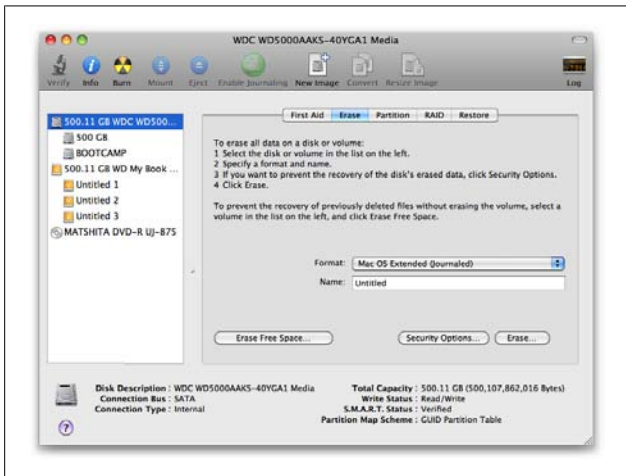 WDC WD5000AAKS-40YGA1 Media
Verify Info Burn Mount Eject Enable Journaling New Image Convert Resize Image Log
First Aid Erase Partition RAID Restore
500.11 GB WDC WD500...
500 GB
BOOTCAMP
500.11 GB WD My Book ...
Untitled 1
Untitled 2
Untitled 3
MATSHITA DVD-R UJ-875
To erase all data on a disk or volume:
1 Select the disk or volume in the list on the left.
2 Specify a format and name.
3 If you want to prevent the recovery of the disk's erased data, click Security Options.
4 Click Erase.
To prevent the recovery of previously deleted files without erasing the volume, select a
volume in the list on the left, and click Erase Free Space.
Format: Mac OS Extended (Journaled)
Name: Untitled
Erase Free Space... Security Options... Erase...
Disk Description : WDC WD5000AAKS-40YGA1 Media
Connection Bus : SATA
Connection Type : Internal
Total Capacity : 500.11 GB (500,107,862,016 Bytes)
Write Status : Read/Write
S.M.A.R.T. Status : Verified
Partition Map Scheme : GUID Partition Table
?